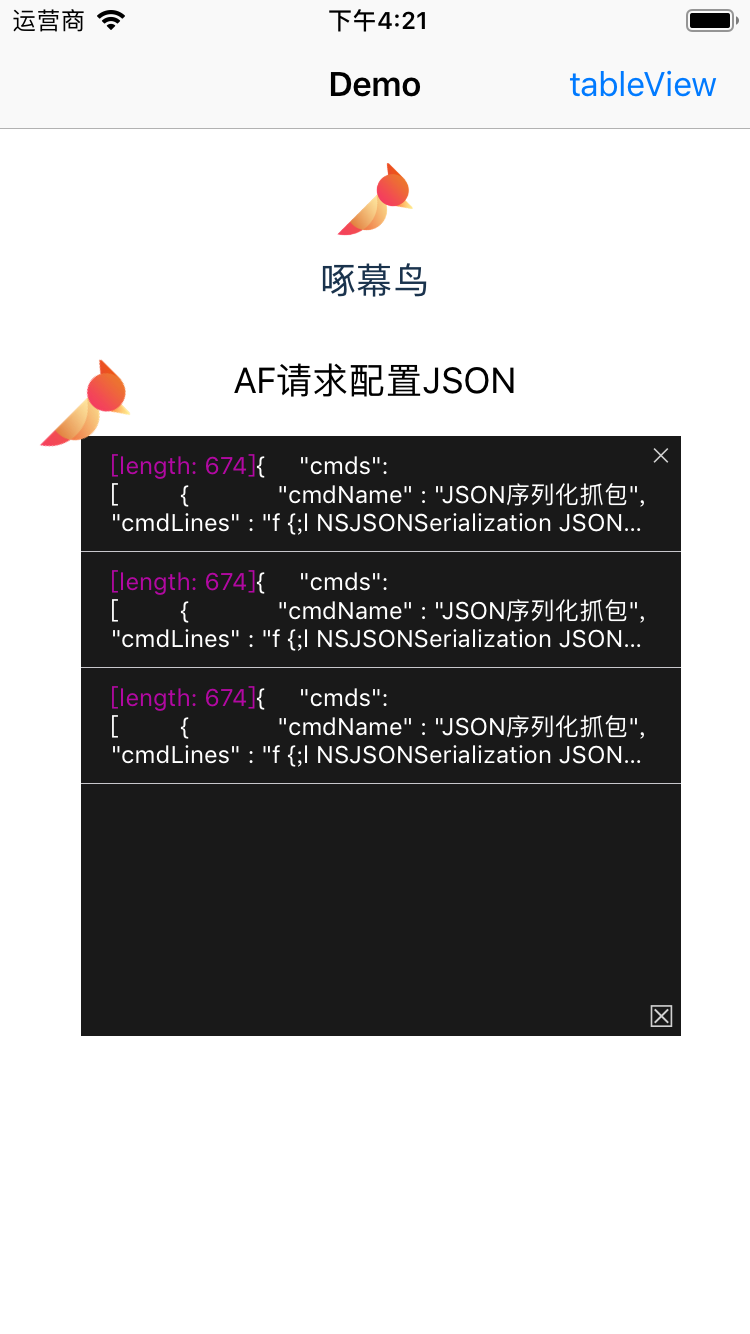 运营商 下午4:21
Demo tableView
啄幕鸟
AF请求配置JSON
[length: 674]{ "cmds":
[ { "cmdName" : "JSON序列化抓包",
"cmdLines" : "f {;l NSJSONSerialization JSON...
[length: 674]{ "cmds":
[ { "cmdName" : "JSON序列化抓包",
"cmdLines" : "f {;l NSJSONSerialization JSON...
[length: 674]{ "cmds":
[ { "cmdName" : "JSON序列化抓包",
"cmdLines" : "f {;l NSJSONSerialization JSON...